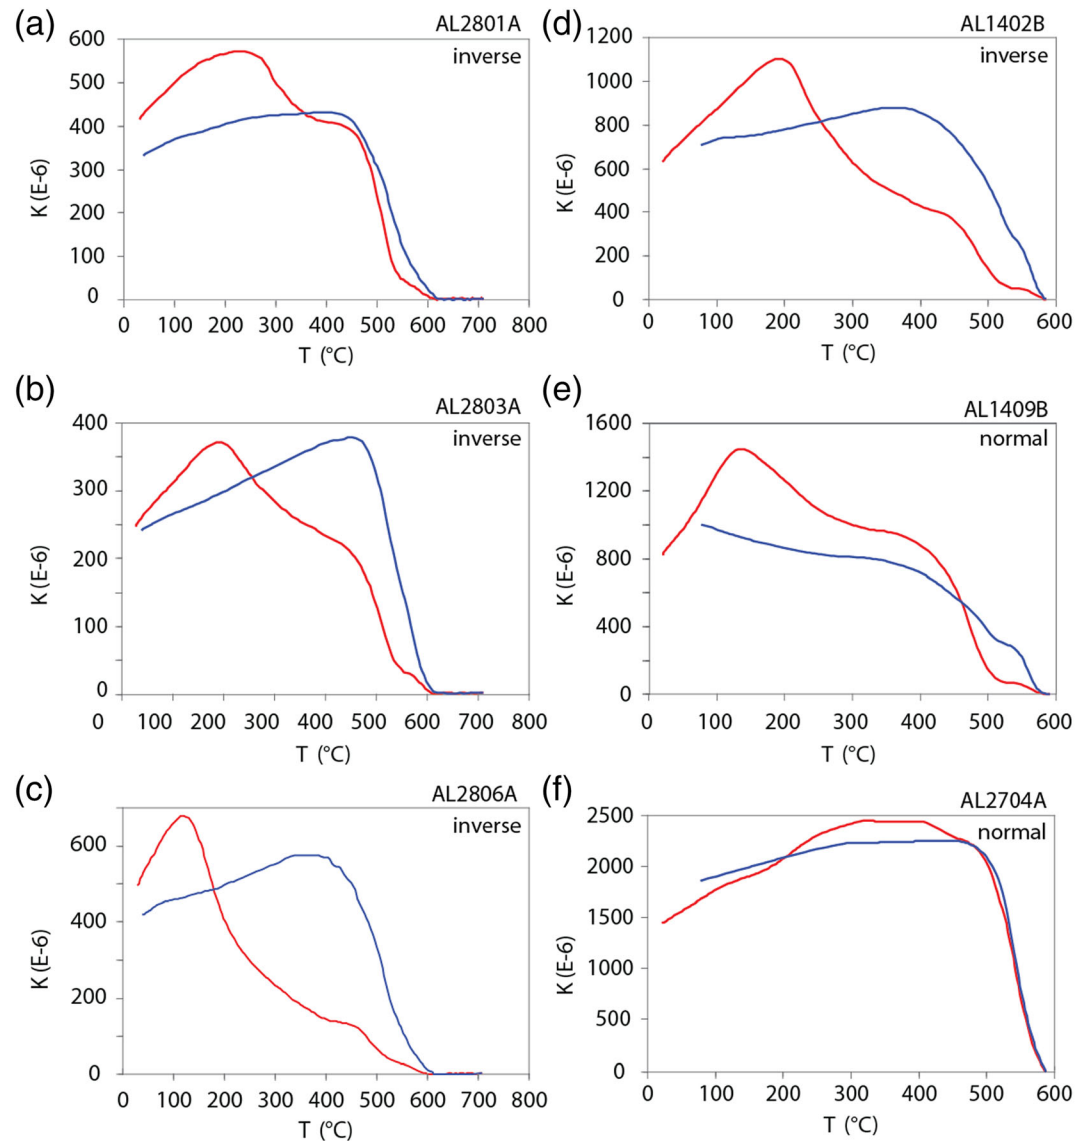 (a)
AL2801A
inverse
600
500
400
300
200
100
0
K (E-6)
0 100 200 300 400 500 600 700 800
T (°C)
(b)
AL2803A
inverse
400
300
200
100
0
K (E-6)
0 100 200 300 400 500 600 700 800
T (°C)
(c)
AL2806A
inverse
600
400
200
0
K (E-6)
0 100 200 300 400 500 600 700 800
T (°C)
(d)
AL1402B
inverse
1200
1000
800
600
400
200
0
K (E-6)
0 100 200 300 400 500 600
T (°C)
(e)
AL1409B
normal
1600
1200
800
400
0
K (E-6)
0 100 200 300 400 500 600
T (°C)
(f)
AL2704A
normal
2500
2000
1500
1000
500
0
K (E-6)
0 100 200 300 400 500 600
T (°C)